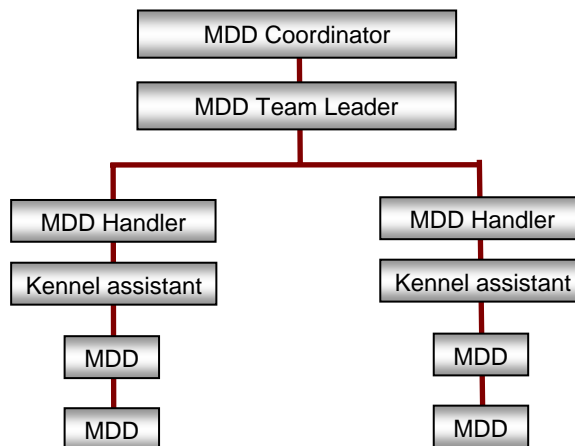 MDD Coordinator
MDD Team Leader
MDD Handler
MDD Handler
Kennel assistant
Kennel assistant
MDD
MDD
MDD
MDD